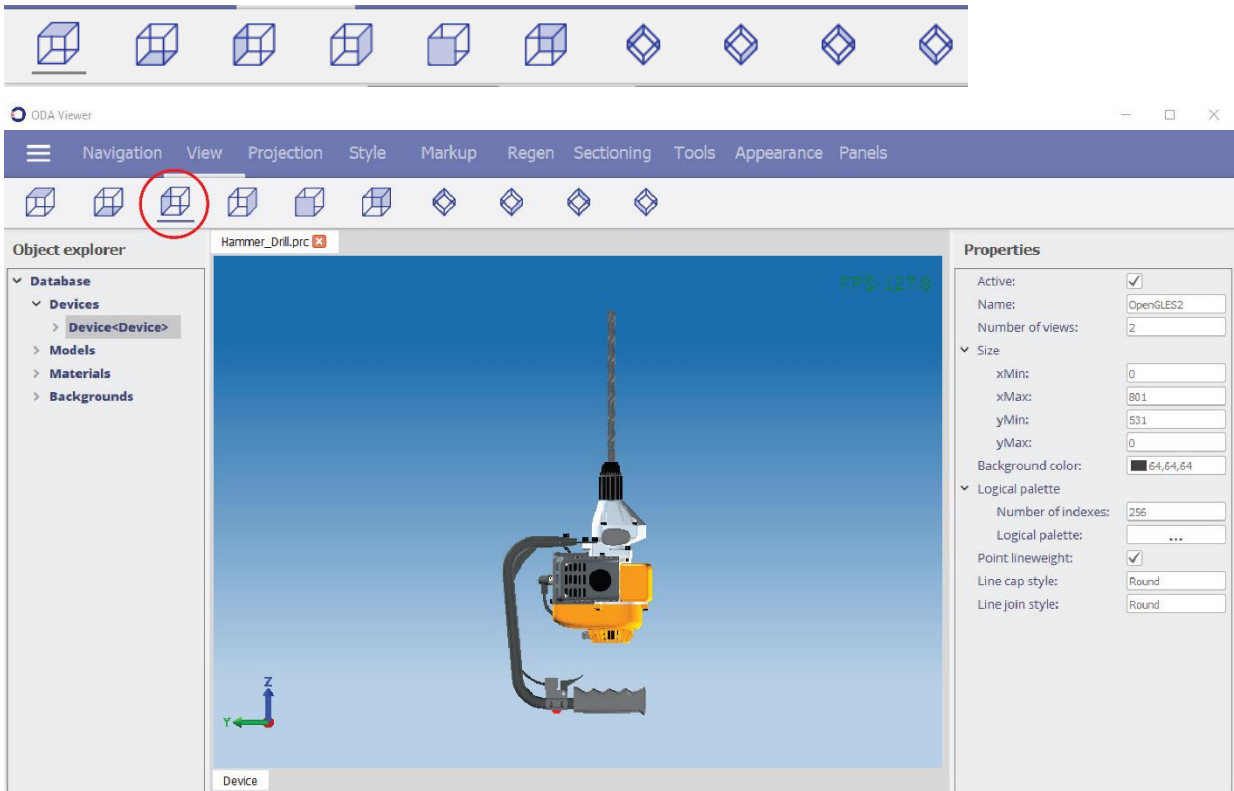 ODA Viewer
Navigation View Projection Style Markup Regen Sectioning Tools Appearance Panels
Object explorer
Database
Devices
Device<Device>
Models
Materials
Backgrounds
Hammer_Drill.prc
FPS: 127.0
Z
Y
Device
Properties
Active:
Name: OpenGLES2
Number of views: 2
Size
xMin: 0
xMax: 801
yMin: 531
yMax: 0
Background color: 64,64,64
Logical palette
Number of indexes: 256
Logical palette: ...
Point lineweight:
Line cap style: Round
Line join style: Round